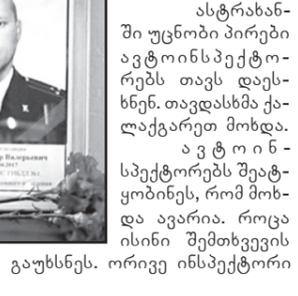 ასტრახან-
ში უცნობი პირები
ავტოინსპექტო-
რებს თავს დაეს-
ხნენ. თავდასხმა ქა-
ლაქგარეთ მოხდა.
ავტოინ-
სპექტორებს შეატ-
ყობინეს, რომ მოხ-
და ავარია. როცა
ისინი შემთხვევის
გაუხსნეს. ორივე ინსპექტორი